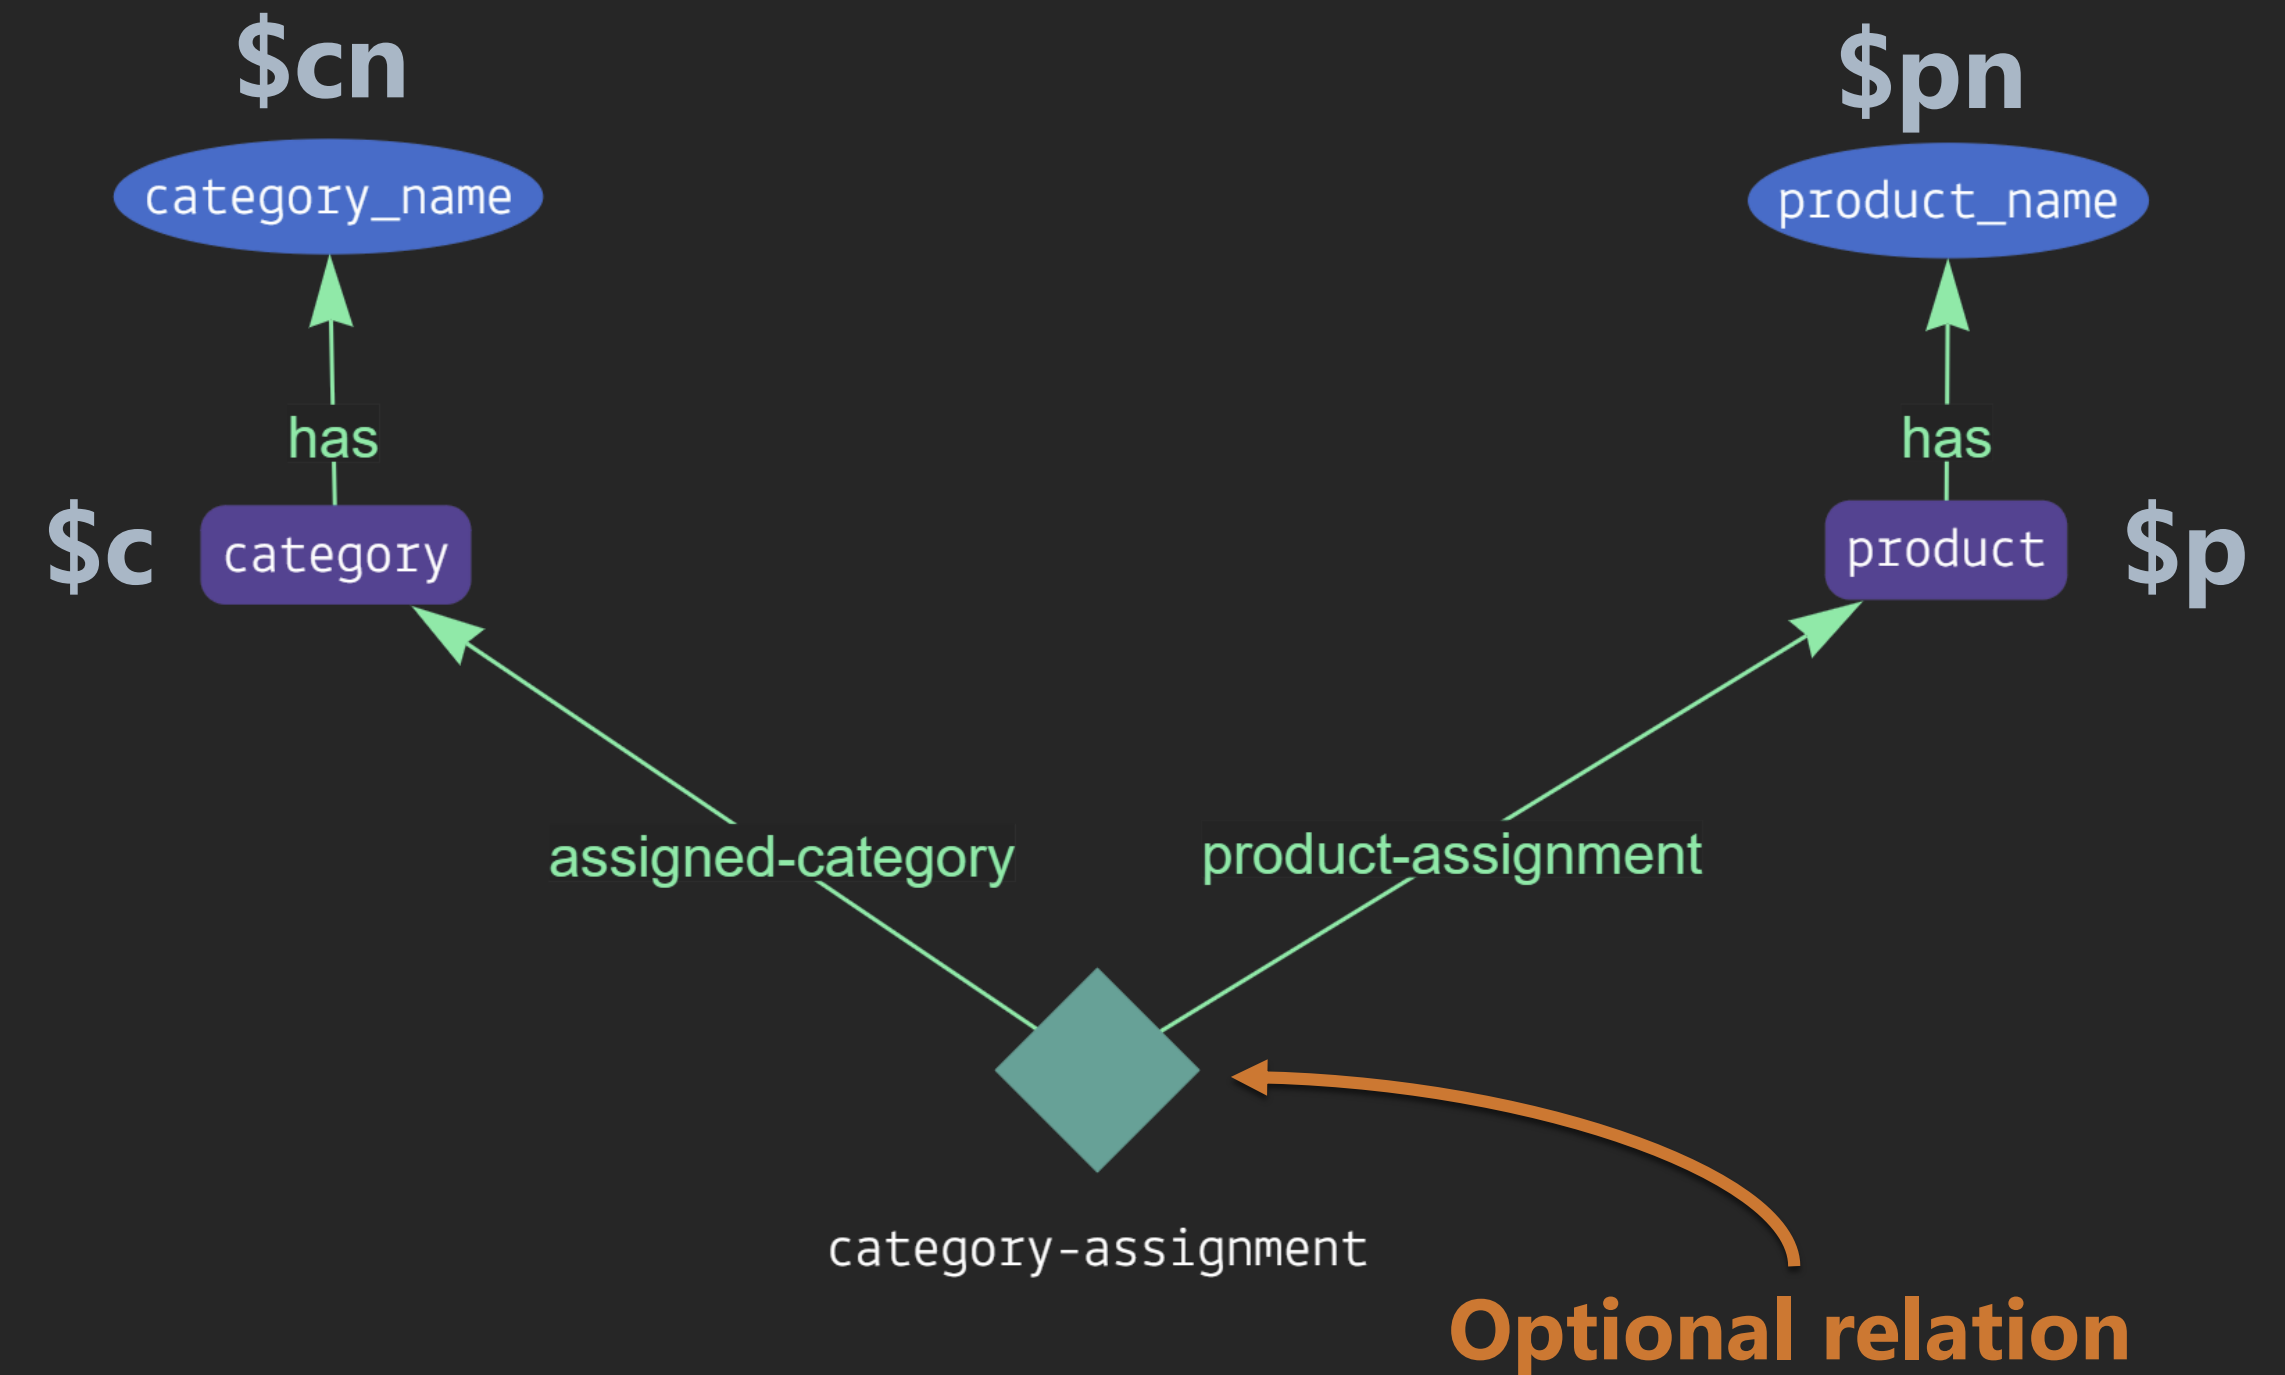 $cn
$pn
category_name
product_name
has
has
$c
category
product
$p
assigned-category
product-assignment
category-assignment
Optional relation